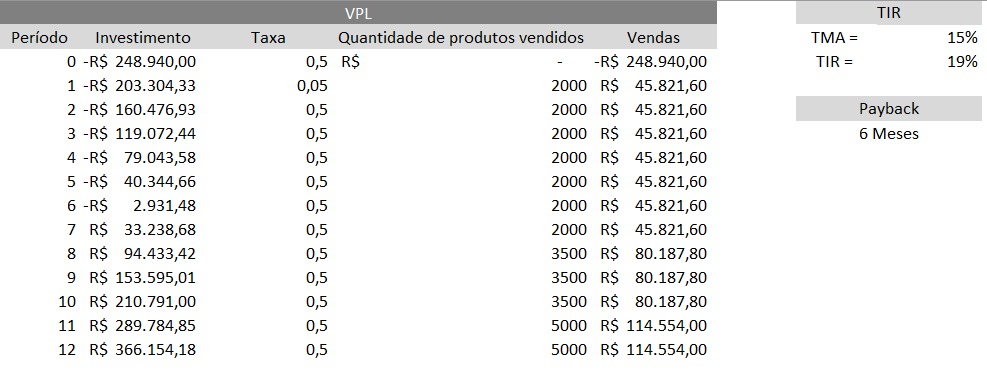 VPL TIR
Período Investimento Taxa Quantidade de produtos vendidos Vendas TMA = 15%
0 -R$ 248.940,00 0,5 R$ - -R$ 248.940,00 TIR = 19%
1 -R$ 203.304,33 0,05 2000 R$ 45.821,60
2 -R$ 160.476,93 0,5 2000 R$ 45.821,60 Payback
3 -R$ 119.072,44 0,5 2000 R$ 45.821,60 6 Meses
4 -R$ 79.043,58 0,5 2000 R$ 45.821,60
5 -R$ 40.344,66 0,5 2000 R$ 45.821,60
6 -R$ 2.931,48 0,5 2000 R$ 45.821,60
7 R$ 33.238,68 0,5 2000 R$ 45.821,60
8 R$ 94.433,42 0,5 3500 R$ 80.187,80
9 R$ 153.595,01 0,5 3500 R$ 80.187,80
10 R$ 210.791,00 0,5 3500 R$ 80.187,80
11 R$ 289.784,85 0,5 5000 R$ 114.554,00
12 R$ 366.154,18 0,5 5000 R$ 114.554,00